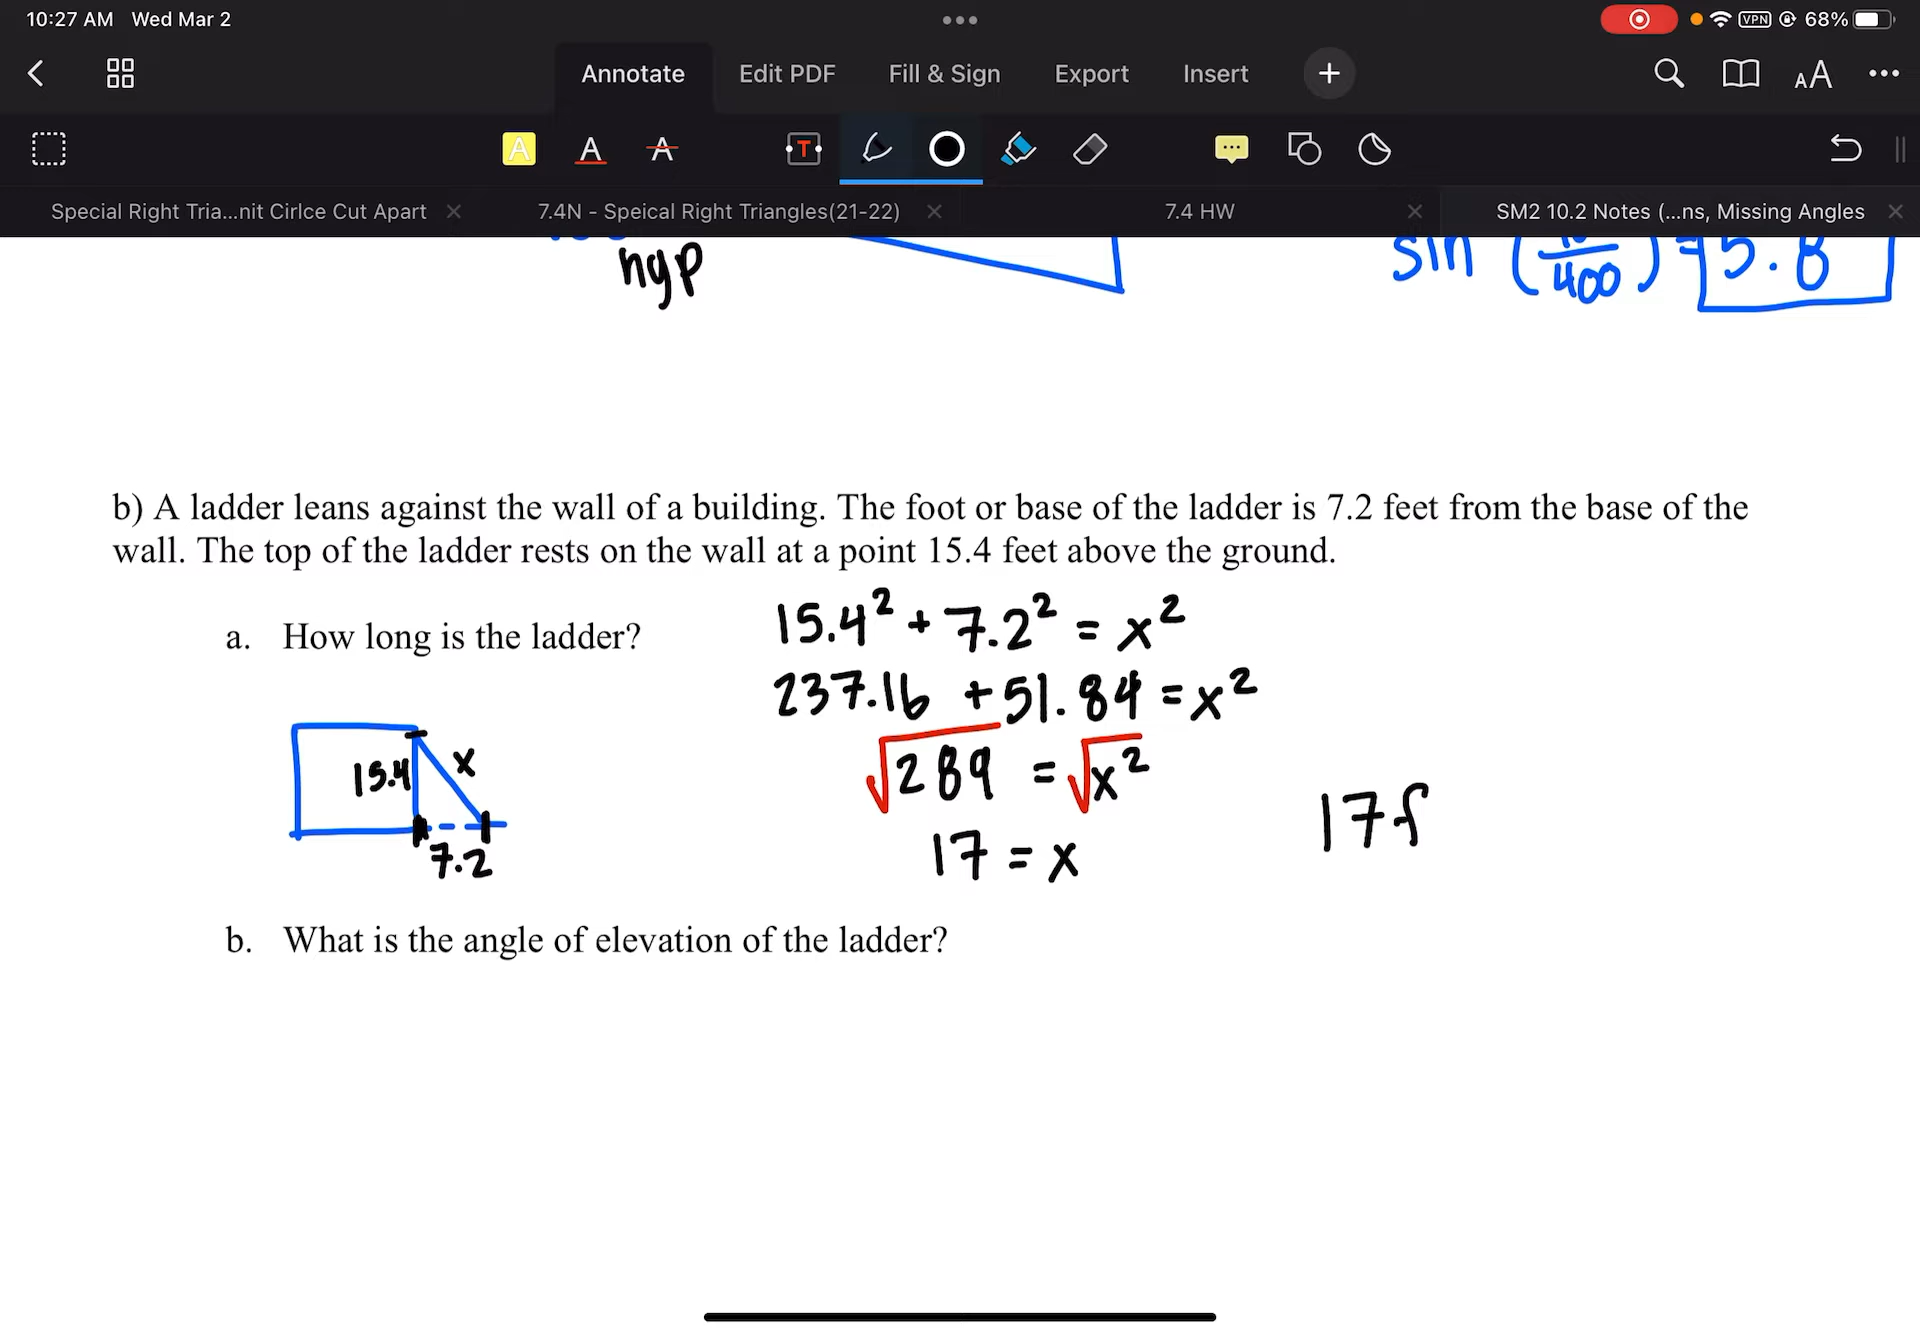 10:27 AM Wed Mar 2
VPN 68%
Annotate Edit PDF Fill & Sign Export Insert +
AA
A A A T
Special Right Tria...nit Cirlce Cut Apart
7.4N - Speical Right Triangles(21-22)
7.4 HW
SM2 10.2 Notes (...ns, Missing Angles
hyp
sin ( /400) = 5.8
b) A ladder leans against the wall of a building. The foot or base of the ladder is 7.2 feet from the base of the
wall. The top of the ladder rests on the wall at a point 15.4 feet above the ground.
a. How long is the ladder?
15.4² + 7.2² = x²
237.16 + 51.84 = x²
√289 = √x²
17 = x
17f
15.4 x
7.2
b. What is the angle of elevation of the ladder?